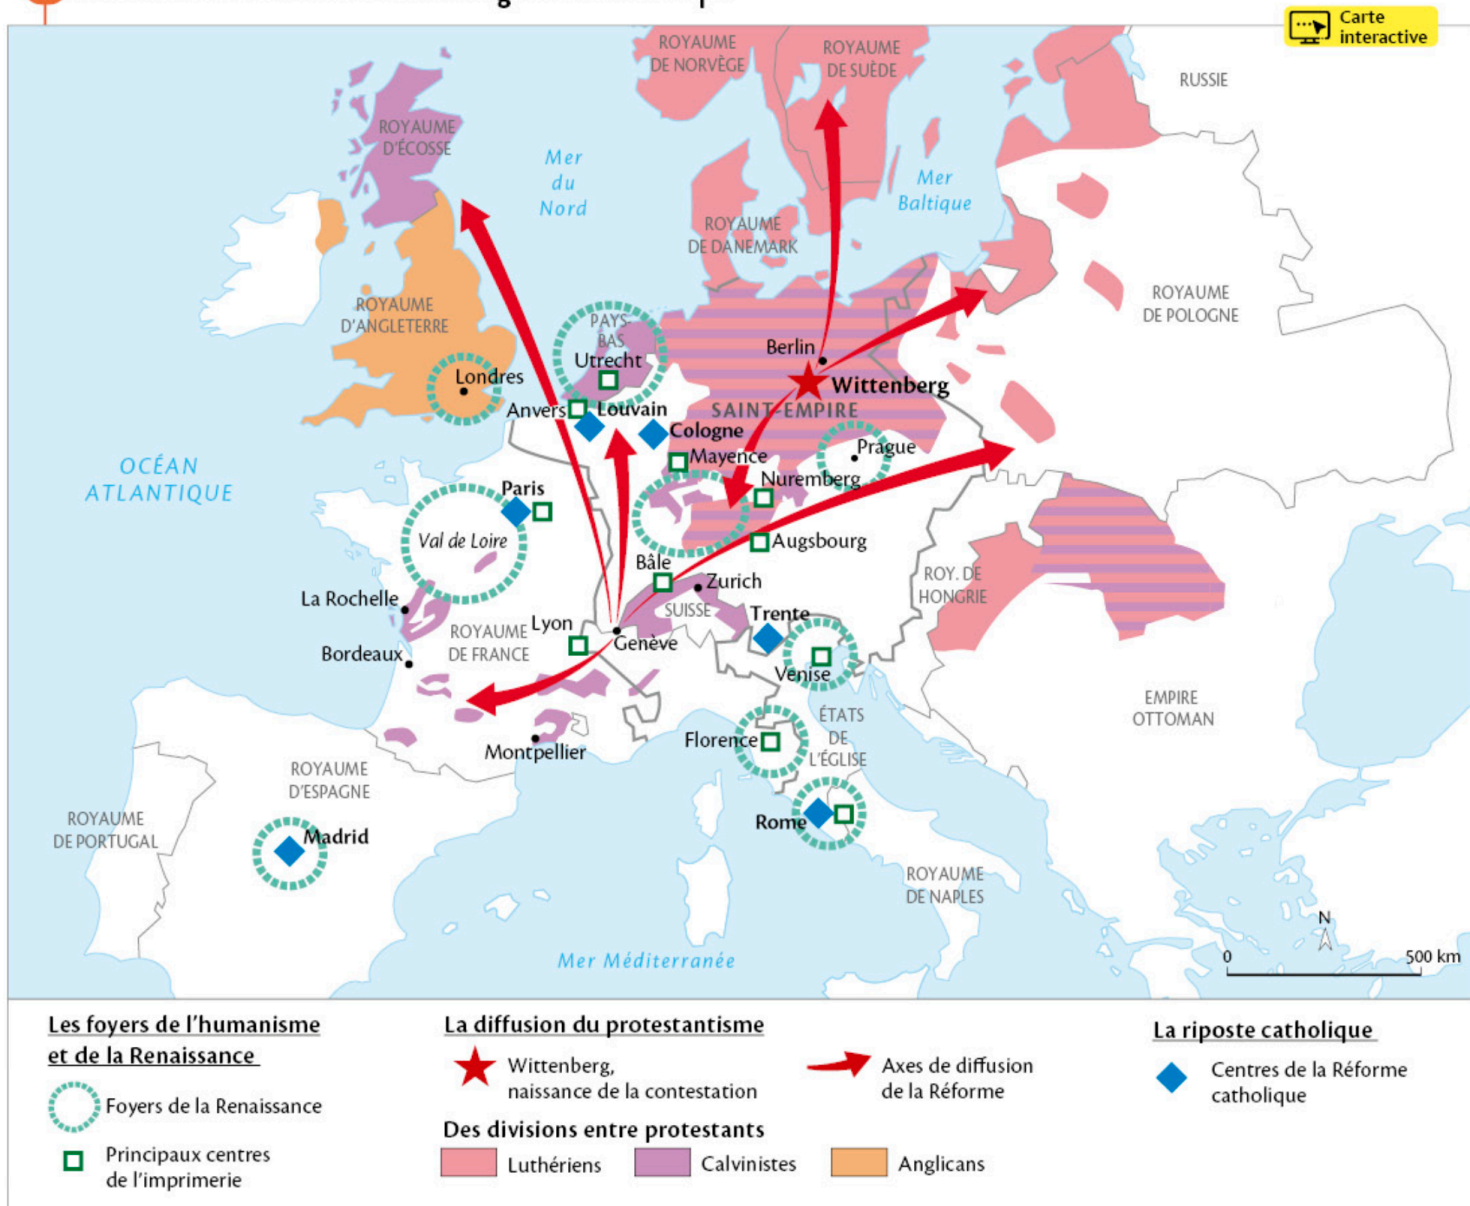 Carte
interactive
ROYAUME
DE NORVÈGE
ROYAUME
DE SUÈDE
RUSSIE
ROYAUME
D'ÉCOSSE
Mer
du
Nord
Mer
Baltique
ROYAUME
DE DANEMARK
ROYAUME
D'ANGLETERRE
ROYAUME
DE POLOGNE
PAYS-
BAS
Utrecht
Berlin
Londres
Wittenberg
Anvers
Louvain
SAINT-EMPIRE
Cologne
Prague
Mayence
OCÉAN
ATLANTIQUE
Nuremberg
Paris
Val de Loire
Augsbourg
Bâle
Zurich
ROY. DE
HONGRIE
La Rochelle
SUISSE
Trente
Lyon
ROYAUME
DE FRANCE
Genève
Bordeaux
Venise
EMPIRE
OTTOMAN
ÉTATS
DE
L'ÉGLISE
Florence
Montpellier
ROYAUME
D'ESPAGNE
ROYAUME
DE PORTUGAL
Rome
Madrid
ROYAUME
DE NAPLES
N
Mer Méditerranée
0 500 km
Les foyers de l'humanisme
et de la Renaissance
Foyers de la Renaissance
Principaux centres
de l'imprimerie
La diffusion du protestantisme
Wittenberg,
naissance de la contestation
Axes de diffusion
de la Réforme
Des divisions entre protestants
Luthériens
Calvinistes
Anglicans
La riposte catholique
Centres de la Réforme
catholique